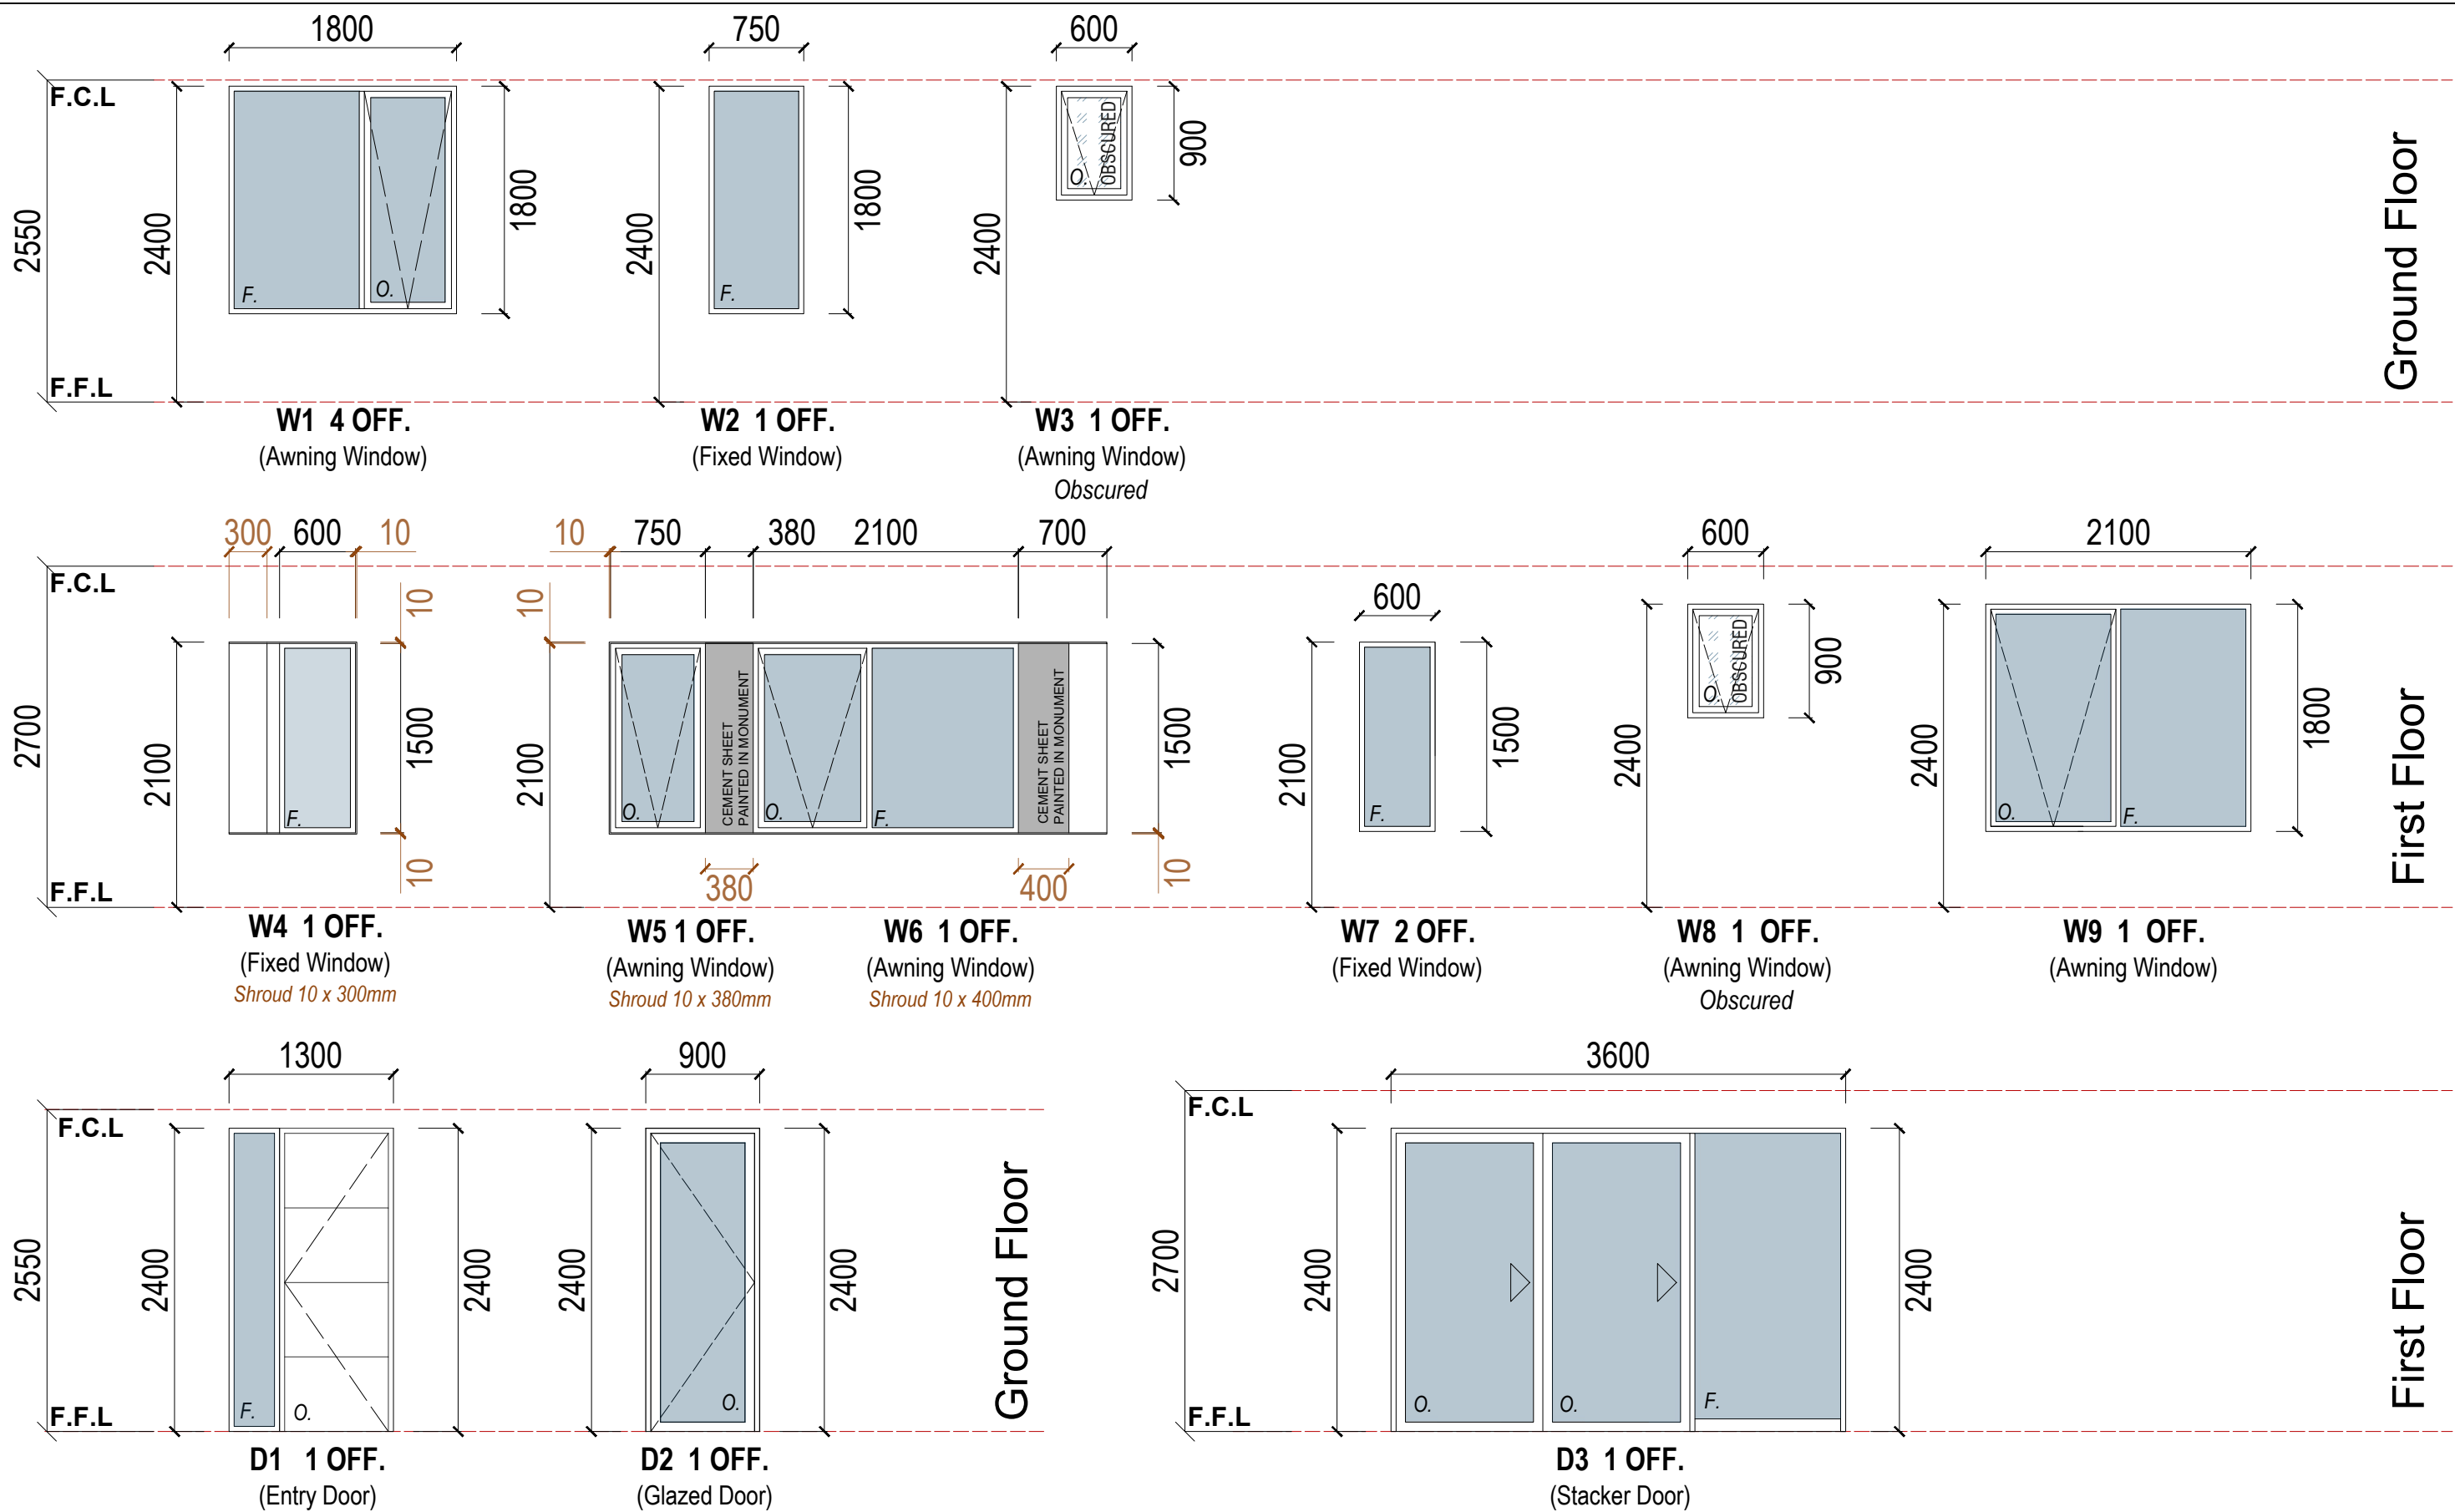 1800
750
600
F.C.L
2550
2400
F.
O.
1800
2400
F.
1800
2400
O.
OBSCURED
900
F.F.L
Ground Floor
W1 4 OFF.
(Awning Window)
W2 1 OFF.
(Fixed Window)
W3 1 OFF.
(Awning Window)
Obscured
300
600
10
10
750
380
2100
700
600
600
2100
F.C.L
2700
2100
F.
10
1500
10
10
2100
O.
CEMENT SHEET
PAINTED IN MONUMENT
O.
F.
CEMENT SHEET
PAINTED IN MONUMENT
1500
10
380
400
2100
F.
1500
2400
O.
OBSCURED
900
2400
O.
F.
1800
F.F.L
First Floor
W4 1 OFF.
(Fixed Window)
Shroud 10 x 300mm
W5 1 OFF.
(Awning Window)
Shroud 10 x 380mm
W6 1 OFF.
(Awning Window)
Shroud 10 x 400mm
W7 2 OFF.
(Fixed Window)
W8 1 OFF.
(Awning Window)
Obscured
W9 1 OFF.
(Awning Window)
1300
900
3600
F.C.L
2550
2400
F.
O.
2400
2400
O.
2400
F.F.L
Ground Floor
F.C.L
2700
2400
O.
O.
F.
2400
F.F.L
First Floor
D1 1 OFF.
(Entry Door)
D2 1 OFF.
(Glazed Door)
D3 1 OFF.
(Stacker Door)